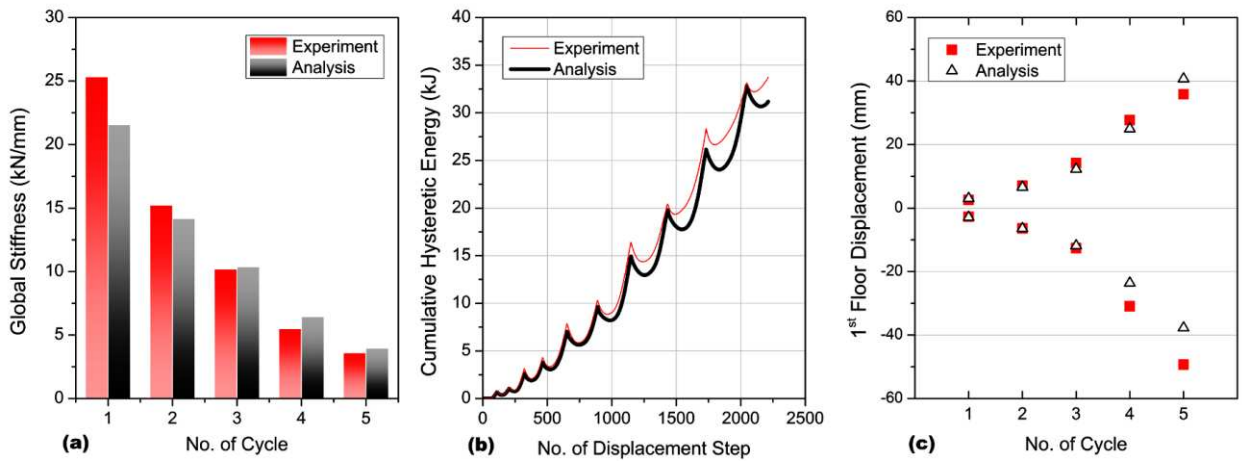 30
25
20
15
10
5
0
Global Stiffness (kN/mm)
Experiment
Analysis
1 2 3 4 5
(a)
No. of Cycle
40
35
30
25
20
15
10
5
0
Cumulative Hysteretic Energy (kJ)
Experiment
Analysis
0 500 1000 1500 2000 2500
(b)
No. of Displacement Step
60
40
20
0
-20
-40
-60
1st Floor Displacement (mm)
Experiment
Analysis
1 2 3 4 5
(c)
No. of Cycle